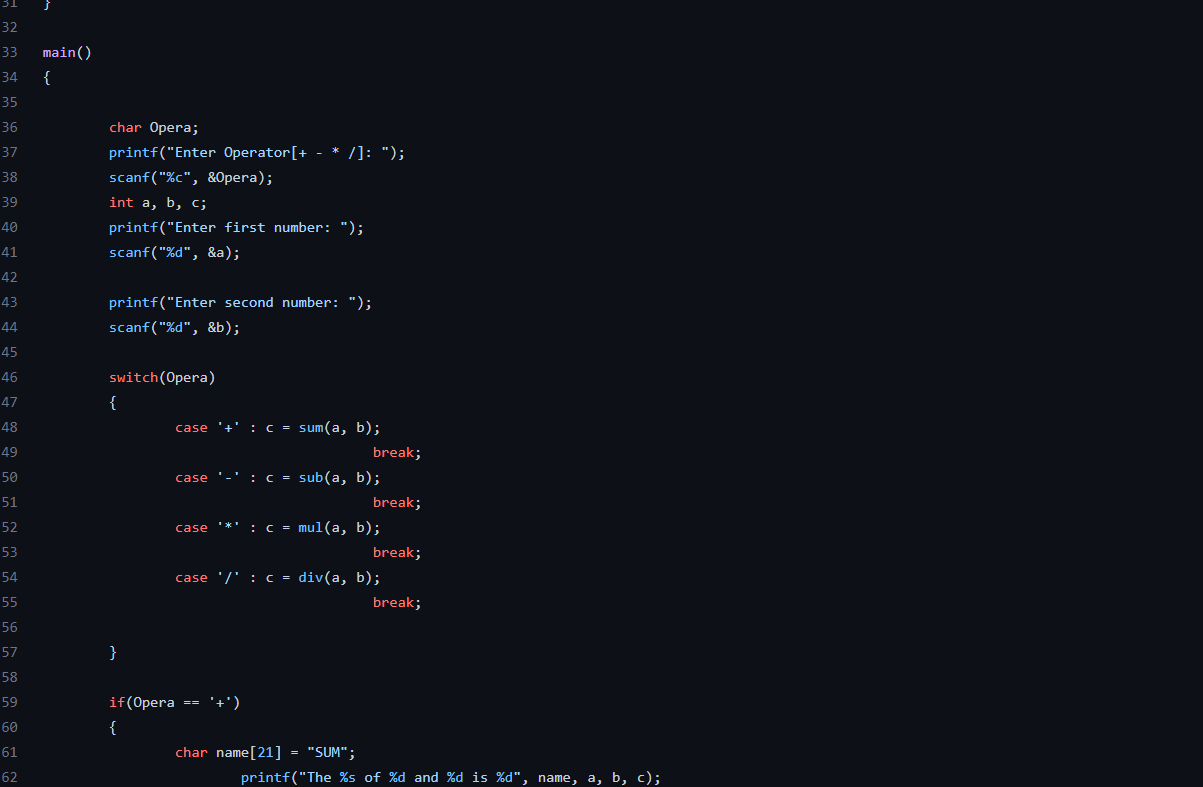 31 }
32
33 main()
34 {
35
36 char Opera;
37 printf("Enter Operator[+ - * /]: ");
38 scanf("%c", &Opera);
39 int a, b, c;
40 printf("Enter first number: ");
41 scanf("%d", &a);
42
43 printf("Enter second number: ");
44 scanf("%d", &b);
45
46 switch(Opera)
47 {
48 case '+' : c = sum(a, b);
49 break;
50 case '-' : c = sub(a, b);
51 break;
52 case '*' : c = mul(a, b);
53 break;
54 case '/' : c = div(a, b);
55 break;
56
57 }
58
59 if(Opera == '+')
60 {
61 char name[21] = "SUM";
62 printf("The %s of %d and %d is %d", name, a, b, c);